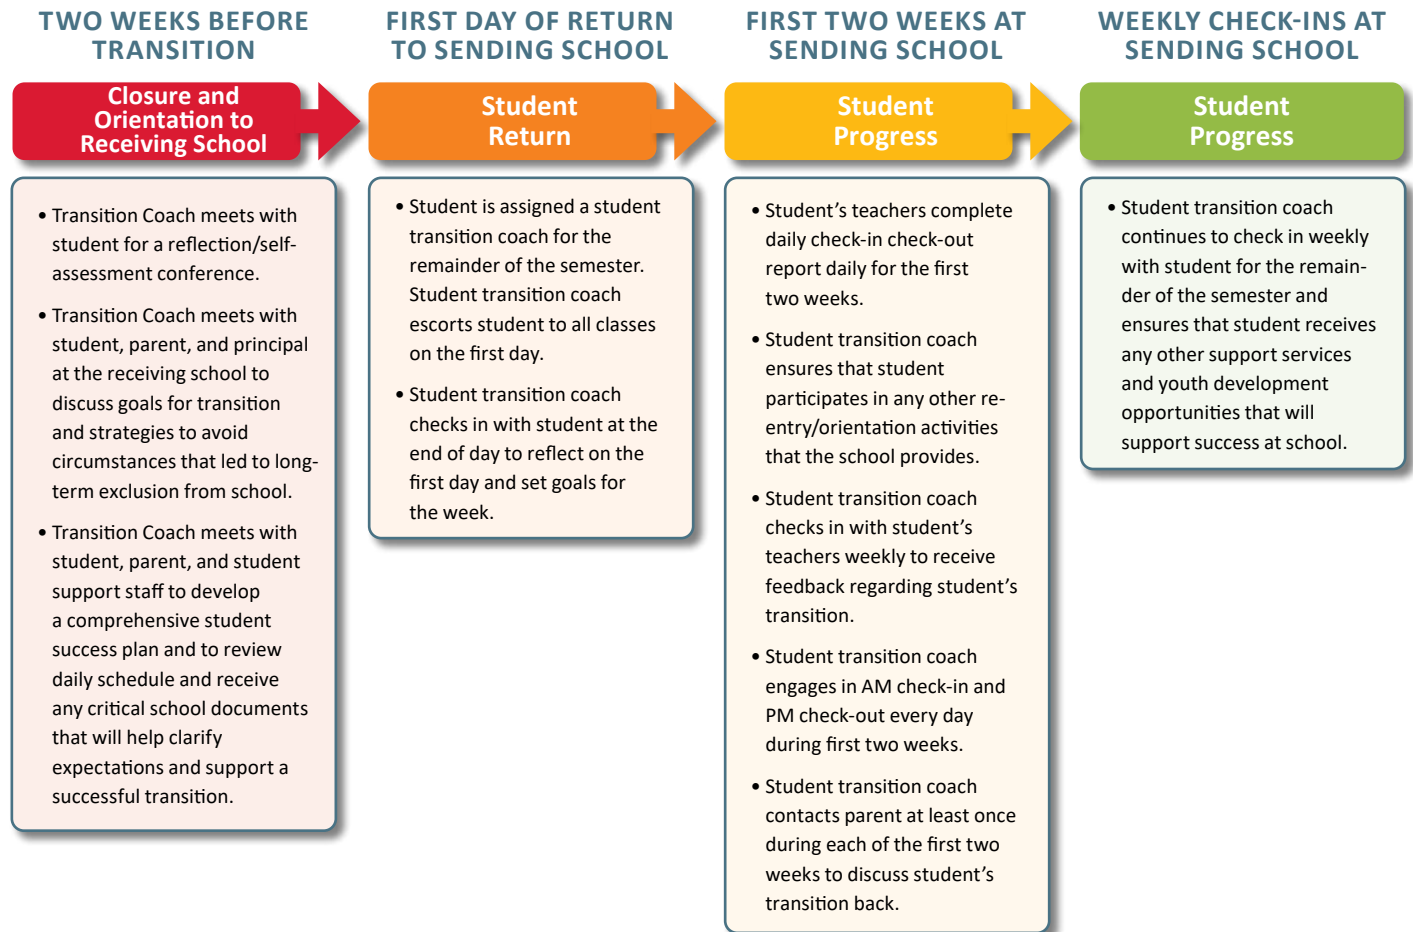 TWO WEEKS BEFORE
TRANSITION
Closure and
Orientation to
Receiving School
• Transition Coach meets with
student for a reflection/self-
assessment conference.
• Transition Coach meets with
student, parent, and principal
at the receiving school to
discuss goals for transition
and strategies to avoid
circumstances that led to long-
term exclusion from school.
• Transition Coach meets with
student, parent, and student
support staff to develop
a comprehensive student
success plan and to review
daily schedule and receive
any critical school documents
that will help clarify
expectations and support a
successful transition.
FIRST DAY OF RETURN
TO SENDING SCHOOL
Student
Return
• Student is assigned a student
transition coach for the
remainder of the semester.
Student transition coach
escorts student to all classes
on the first day.
• Student transition coach
checks in with student at the
end of day to reflect on the
first day and set goals for
the week.
FIRST TWO WEEKS AT
SENDING SCHOOL
Student
Progress
• Student’s teachers complete
daily check-in check-out
report daily for the first
two weeks.
• Student transition coach
ensures that student
participates in any other re-
entry/orientation activities
that the school provides.
• Student transition coach
checks in with student’s
teachers weekly to receive
feedback regarding student’s
transition.
• Student transition coach
engages in AM check-in and
PM check-out every day
during first two weeks.
• Student transition coach
contacts parent at least once
during each of the first two
weeks to discuss student’s
transition back.
WEEKLY CHECK-INS AT
SENDING SCHOOL
Student
Progress
• Student transition coach
continues to check in weekly
with student for the remain-
der of the semester and
ensures that student receives
any other support services
and youth development
opportunities that will
support success at school.